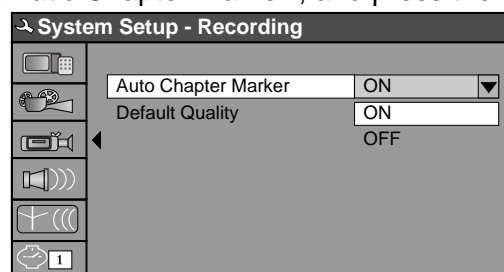 System Setup - Recording
Auto Chapter Marker ON
Default Quality ON
OFF
1